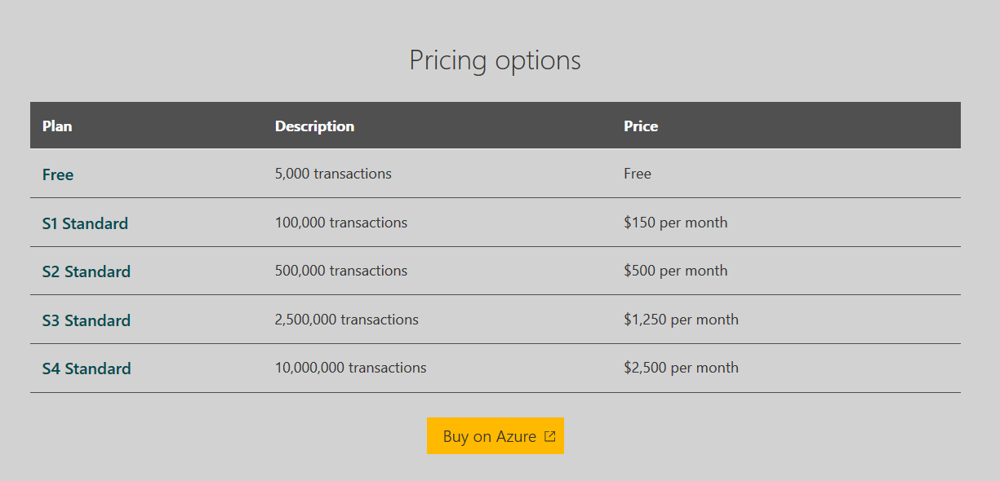 Pricing options
Plan Description Price
Free 5,000 transactions Free
S1 Standard 100,000 transactions $150 per month
S2 Standard 500,000 transactions $500 per month
S3 Standard 2,500,000 transactions $1,250 per month
S4 Standard 10,000,000 transactions $2,500 per month
Buy on Azure